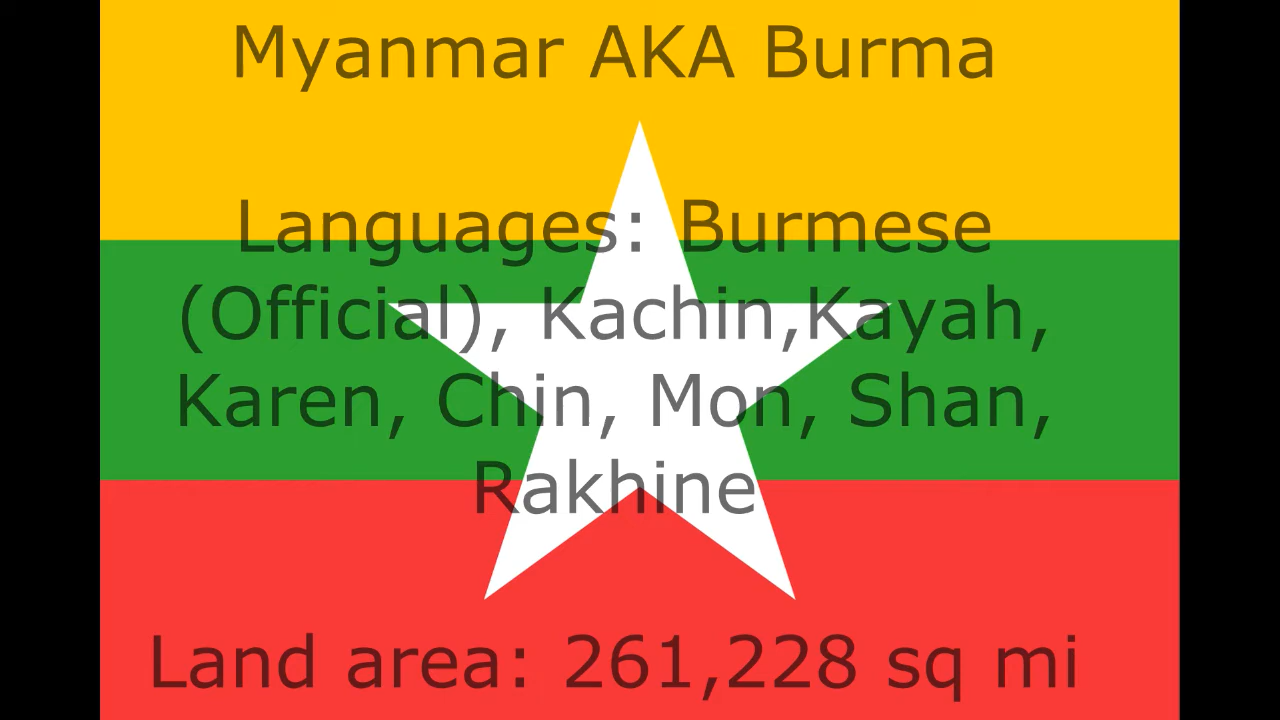 Myanmar AKA Burma
Languages: Burmese
(Official), Kachin,Kayah,
Karen, Chin, Mon, Shan,
Rakhine
Land area: 261,228 sq mi